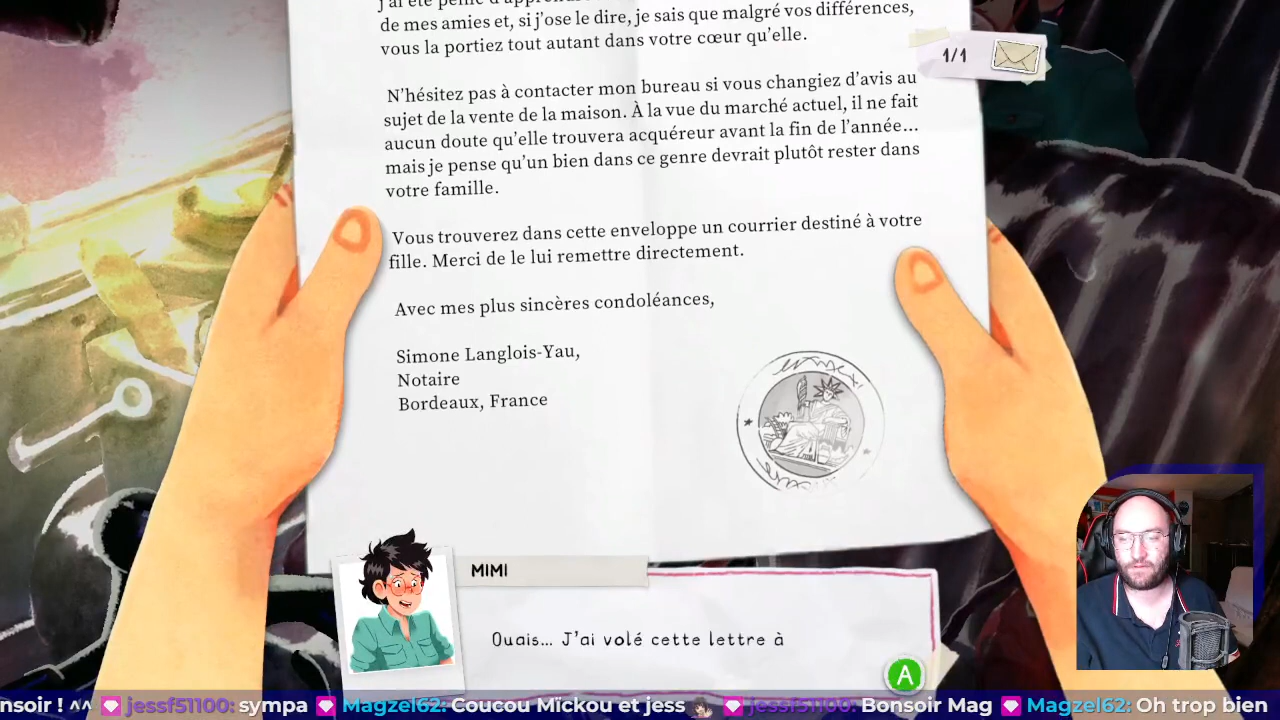 de mes amies et, si j'ose le dire, je sais que malgré vos différences,
vous la portiez tout autant dans votre cœur qu'elle.
1/1
N'hésitez pas à contacter mon bureau si vous changiez d'avis au
sujet de la vente de la maison. À la vue du marché actuel, il ne fait
aucun doute qu'elle trouvera acquéreur avant la fin de l'année...
mais je pense qu'un bien dans ce genre devrait plutôt rester dans
votre famille.
Vous trouverez dans cette enveloppe un courrier destiné à votre
fille. Merci de le lui remettre directement.
Avec mes plus sincères condoléances,
Simone Langlois-Yau,
Notaire
Bordeaux, France
MIMI
Ouais... J'ai volé cette lettre à
A
nsoir ! ^^ jessf51100: sympa Magzel62: Coucou Mickou et jess jessf51100: Bonsoir Mag Magzel62: Oh trop bien